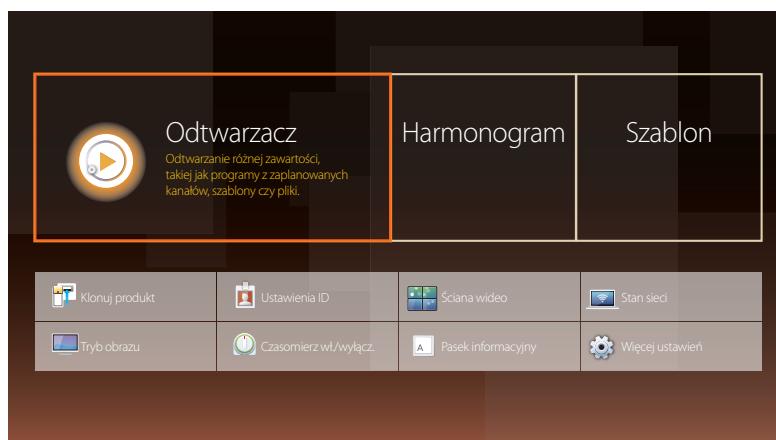 Odtwarzacz
Odtwarzanie różnej zawartości,
takiej jak programy z zaplanowanych
kanałów, szablony czy pliki.
Harmonogram
Szablon
Klonuj produkt
Ustawienia ID
Ściana wideo
Stan sieci
Tryb obrazu
Czasomierz wł./wyłącz.
A
Pasek informacyjny
Więcej ustawień